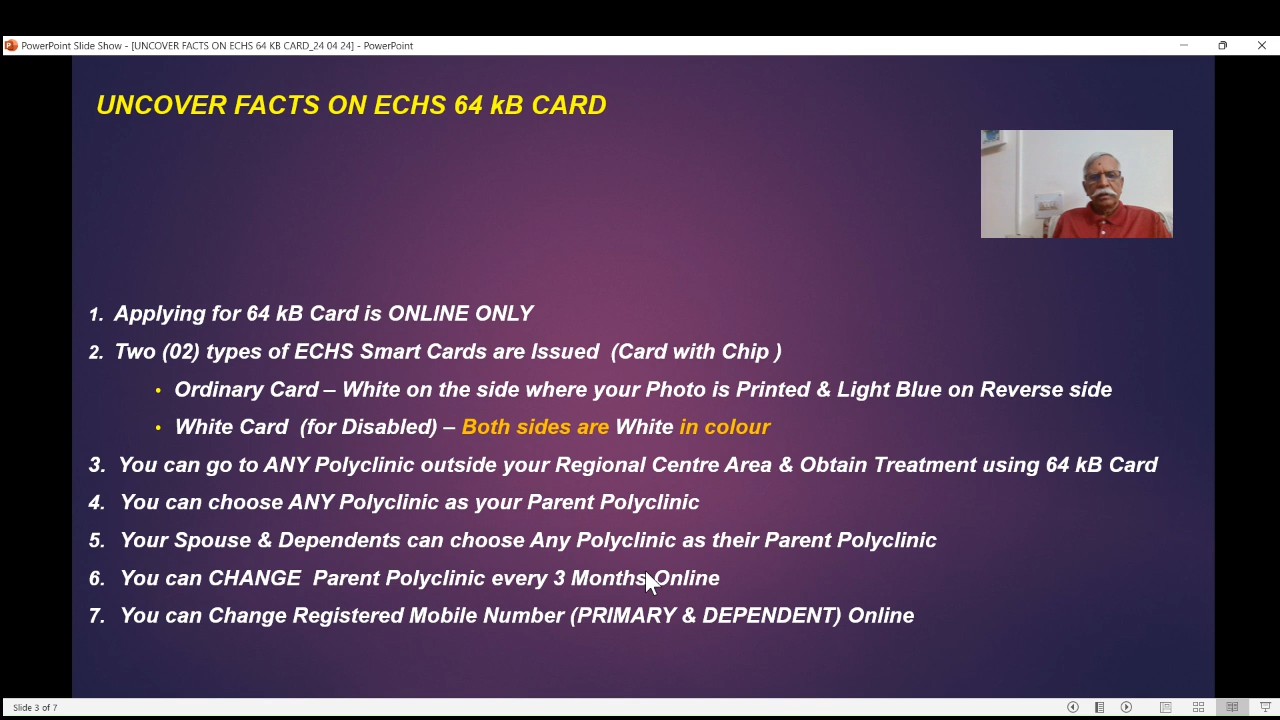 PowerPoint Slide Show - [UNCOVER FACTS ON ECHS 64 KB CARD_24 04 24] - PowerPoint
UNCOVER FACTS ON ECHS 64 kB CARD
1. Applying for 64 kB Card is ONLINE ONLY
2. Two (02) types of ECHS Smart Cards are Issued (Card with Chip )
• Ordinary Card – White on the side where your Photo is Printed & Light Blue on Reverse side
• White Card (for Disabled) – Both sides are White in colour
3. You can go to ANY Polyclinic outside your Regional Centre Area & Obtain Treatment using 64 kB Card
4. You can choose ANY Polyclinic as your Parent Polyclinic
5. Your Spouse & Dependents can choose Any Polyclinic as their Parent Polyclinic
6. You can CHANGE Parent Polyclinic every 3 Months Online
7. You can Change Registered Mobile Number (PRIMARY & DEPENDENT) Online
Slide 3 of 7